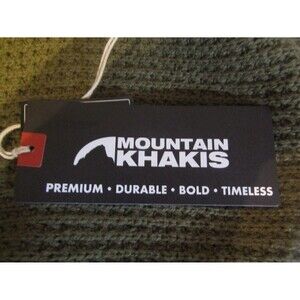 MOUNTAIN
KHAKIS
PREMIUM • DURABLE • BOLD • TIMELESS